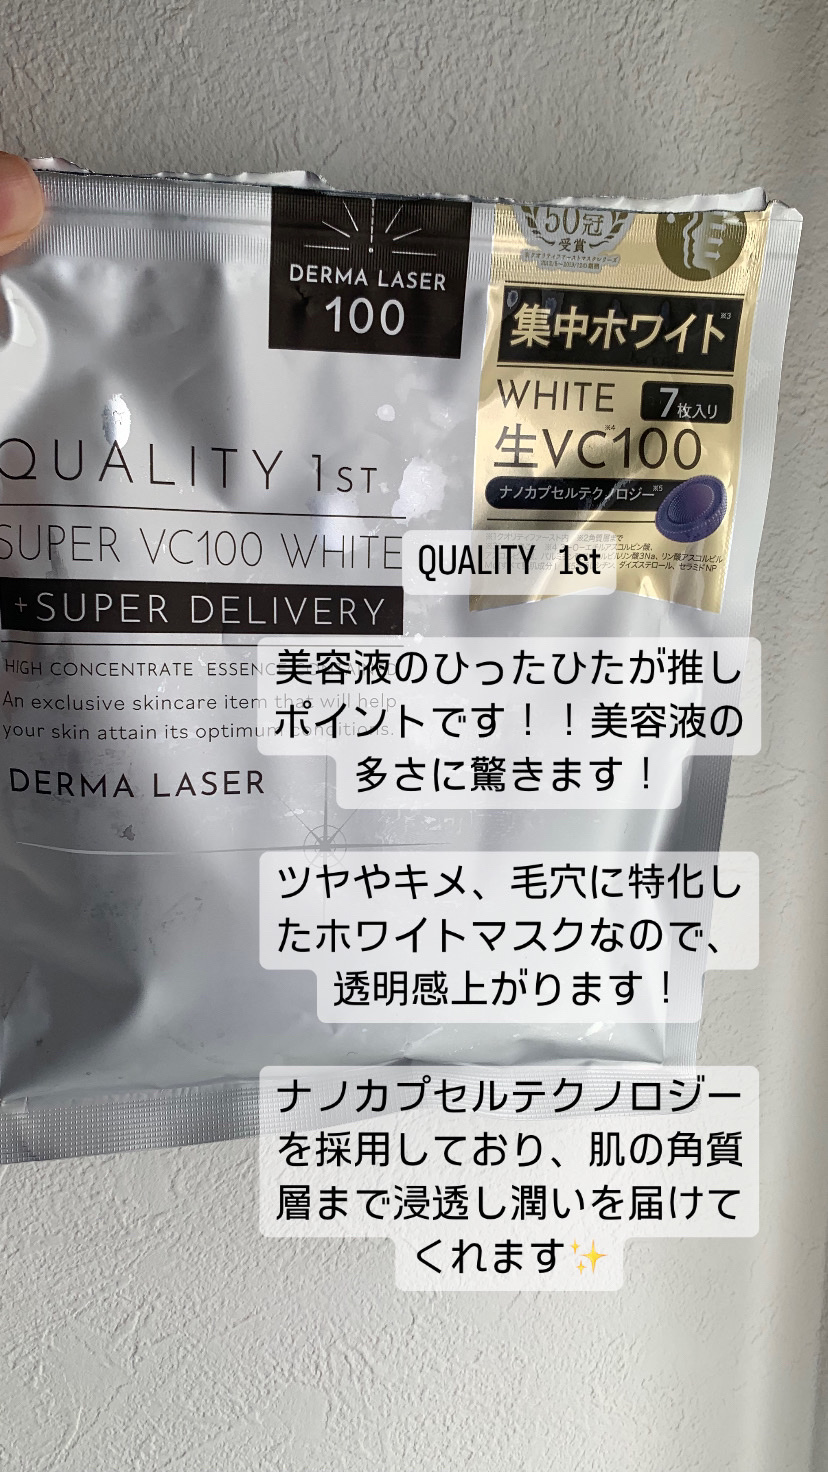 DERMA LASER
100
50冠
受賞
集中ホワイト※3
WHITE
7枚入り
生VC100※4
ナノカプセルテクノロジー※5
QUALITY 1ST
SUPER VC100 WHITE
+SUPER DELIVERY
HIGH CONCENTRATE ESSENC
An exclusive skincare item that will help
your skin attain its optimum conditions.
DERMA LASER
QUALITY 1st
美容液のひったひたが推し
ポイントです！！美容液の
多さに驚きます！
ツヤやキメ、毛穴に特化し
たホワイトマスクなので、
透明感上がります！
ナノカプセルテクノロジー
を採用しており、肌の角質
層まで浸透し潤いを届けて
くれます✨